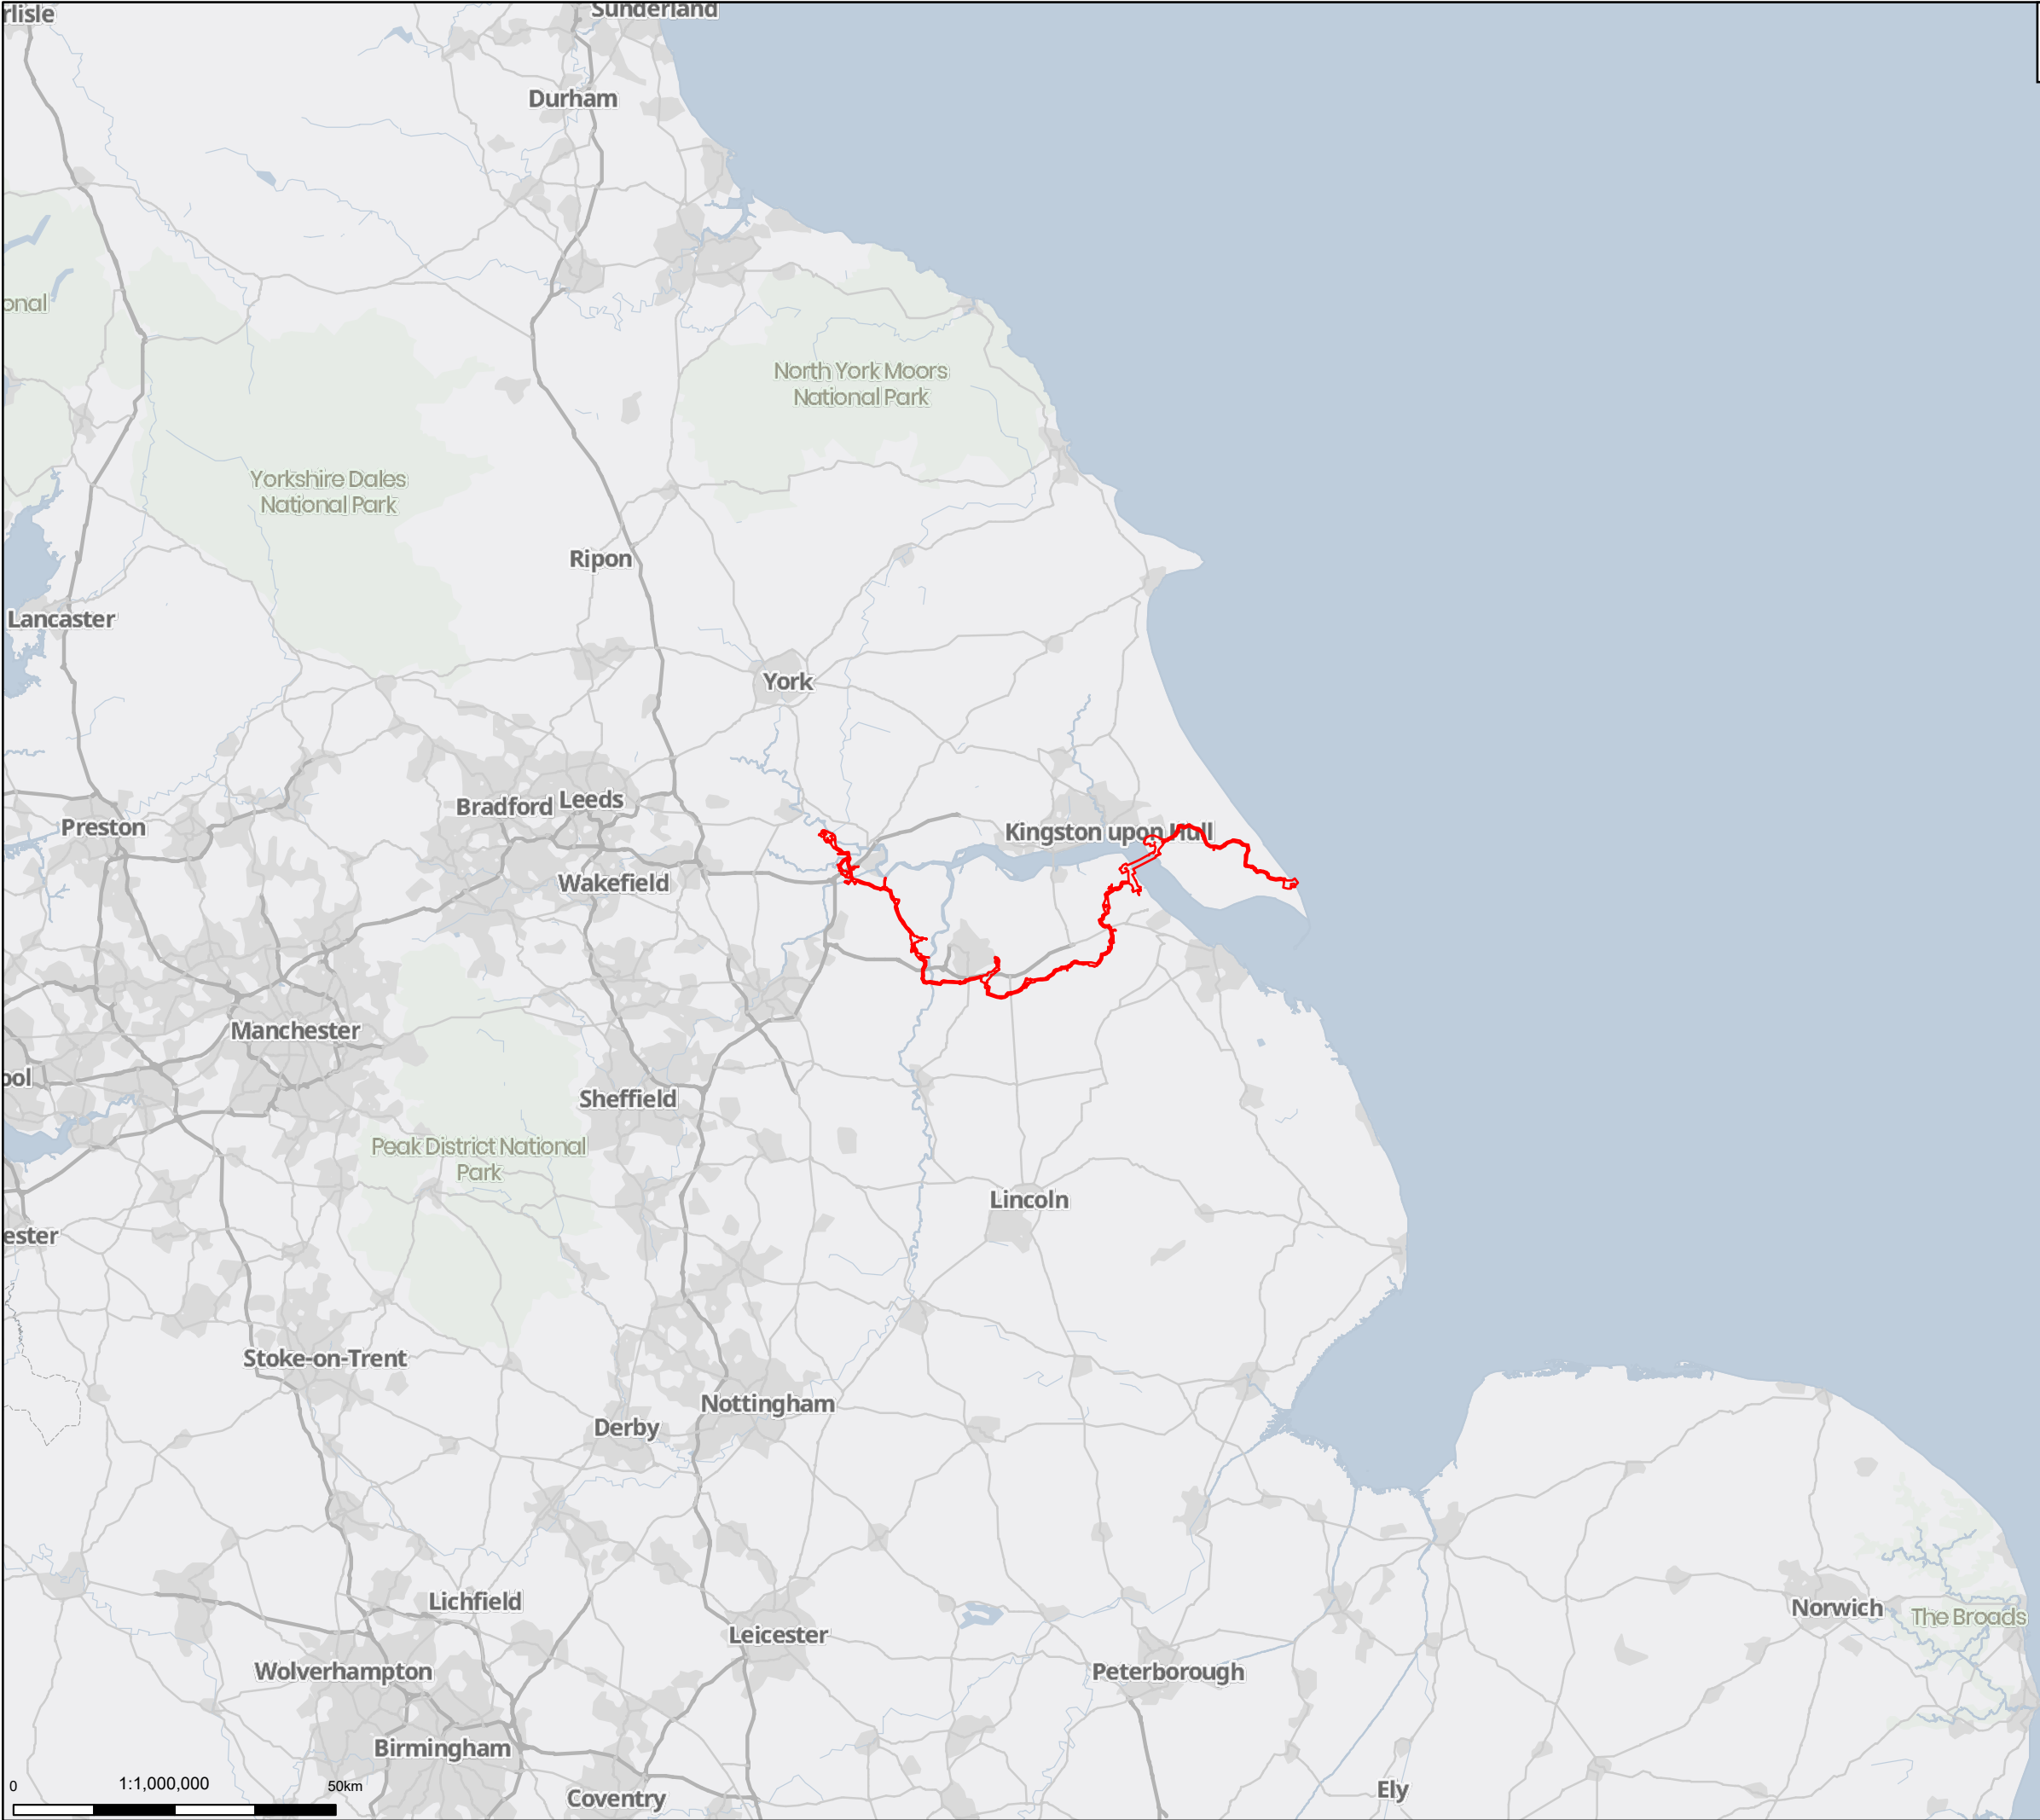 rlisle
Sunderland
Durham
onal
North York Moors
National Park
Yorkshire Dales
National Park
Ripon
Lancaster
York
Bradford
Leeds
Preston
Kingston upon Hull
Wakefield
Manchester
ool
Sheffield
Peak District National
Park
Lincoln
ester
Stoke-on-Trent
Nottingham
Derby
Lichfield
Norwich
The Broads
Leicester
Wolverhampton
Peterborough
Birmingham
0
1:1,000,000
50km
Coventry
Ely